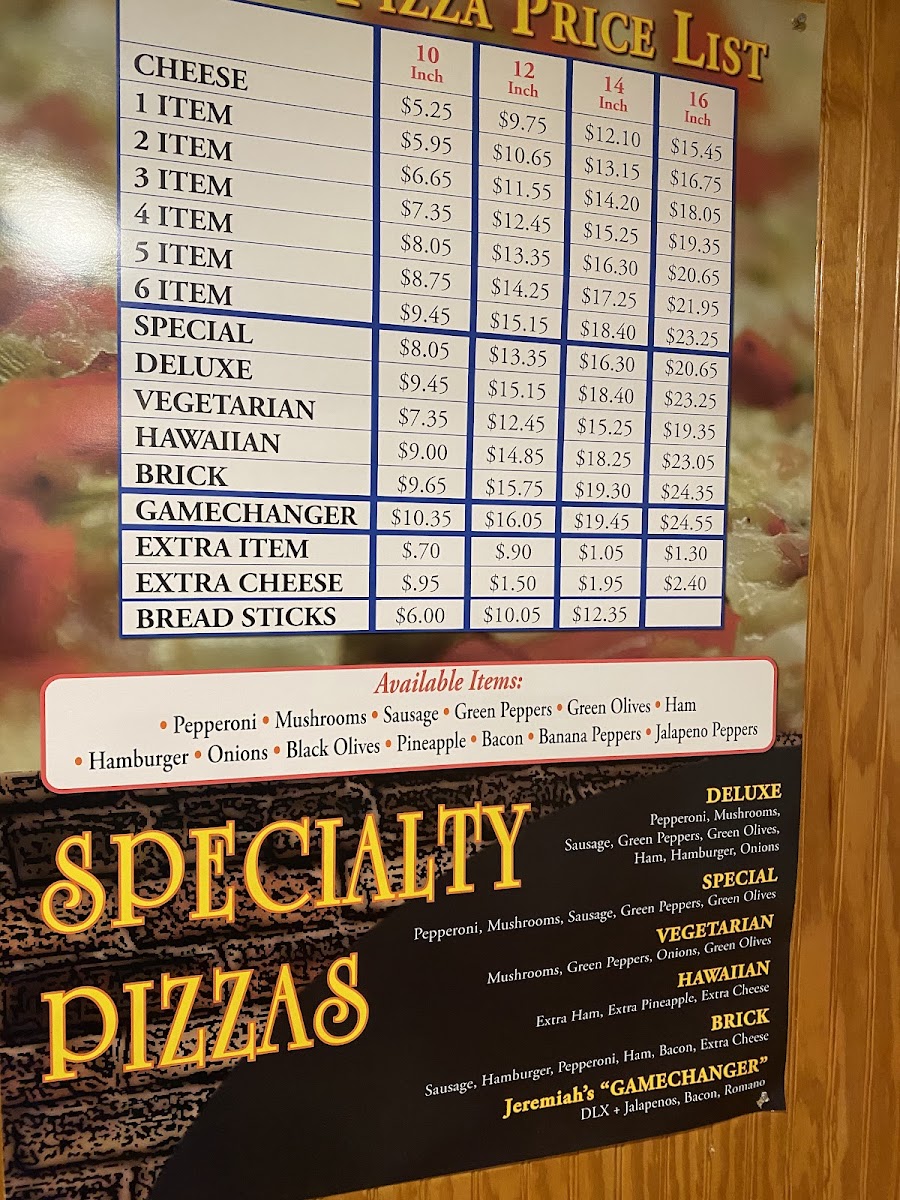 Pizza Price List
10 Inch 12 Inch 14 Inch 16 Inch
CHEESE $5.25 $9.75 $12.10 $15.45
1 ITEM $5.95 $10.65 $13.15 $16.75
2 ITEM $6.65 $11.55 $14.20 $18.05
3 ITEM $7.35 $12.45 $15.25 $19.35
4 ITEM $8.05 $13.35 $16.30 $20.65
5 ITEM $8.75 $14.25 $17.25 $21.95
6 ITEM $9.45 $15.15 $18.40 $23.25
SPECIAL $8.05 $13.35 $16.30 $20.65
DELUXE $9.45 $15.15 $18.40 $23.25
VEGETARIAN $7.35 $12.45 $15.25 $19.35
HAWAIIAN $9.00 $14.85 $18.25 $23.05
BRICK $9.65 $15.75 $19.30 $24.35
GAMECHANGER $10.35 $16.05 $19.45 $24.55
EXTRA ITEM $.70 $.90 $1.05 $1.30
EXTRA CHEESE $.95 $1.50 $1.95 $2.40
BREAD STICKS $6.00 $10.05 $12.35
Available Items:
• Pepperoni • Mushrooms • Sausage • Green Peppers • Green Olives • Ham
• Hamburger • Onions • Black Olives • Pineapple • Bacon • Banana Peppers • Jalapeno Peppers
SPECIALTY
PIZZAS
DELUXE
Pepperoni, Mushrooms,
Sausage, Green Peppers, Green Olives,
Ham, Hamburger, Onions
SPECIAL
Pepperoni, Mushrooms, Sausage, Green Peppers, Green Olives
VEGETARIAN
Mushrooms, Green Peppers, Onions, Green Olives
HAWAIIAN
Extra Ham, Extra Pineapple, Extra Cheese
BRICK
Sausage, Hamburger, Pepperoni, Ham, Bacon, Extra Cheese
Jeremiah's "GAMECHANGER"
DLX + Jalapenos, Bacon, Romano